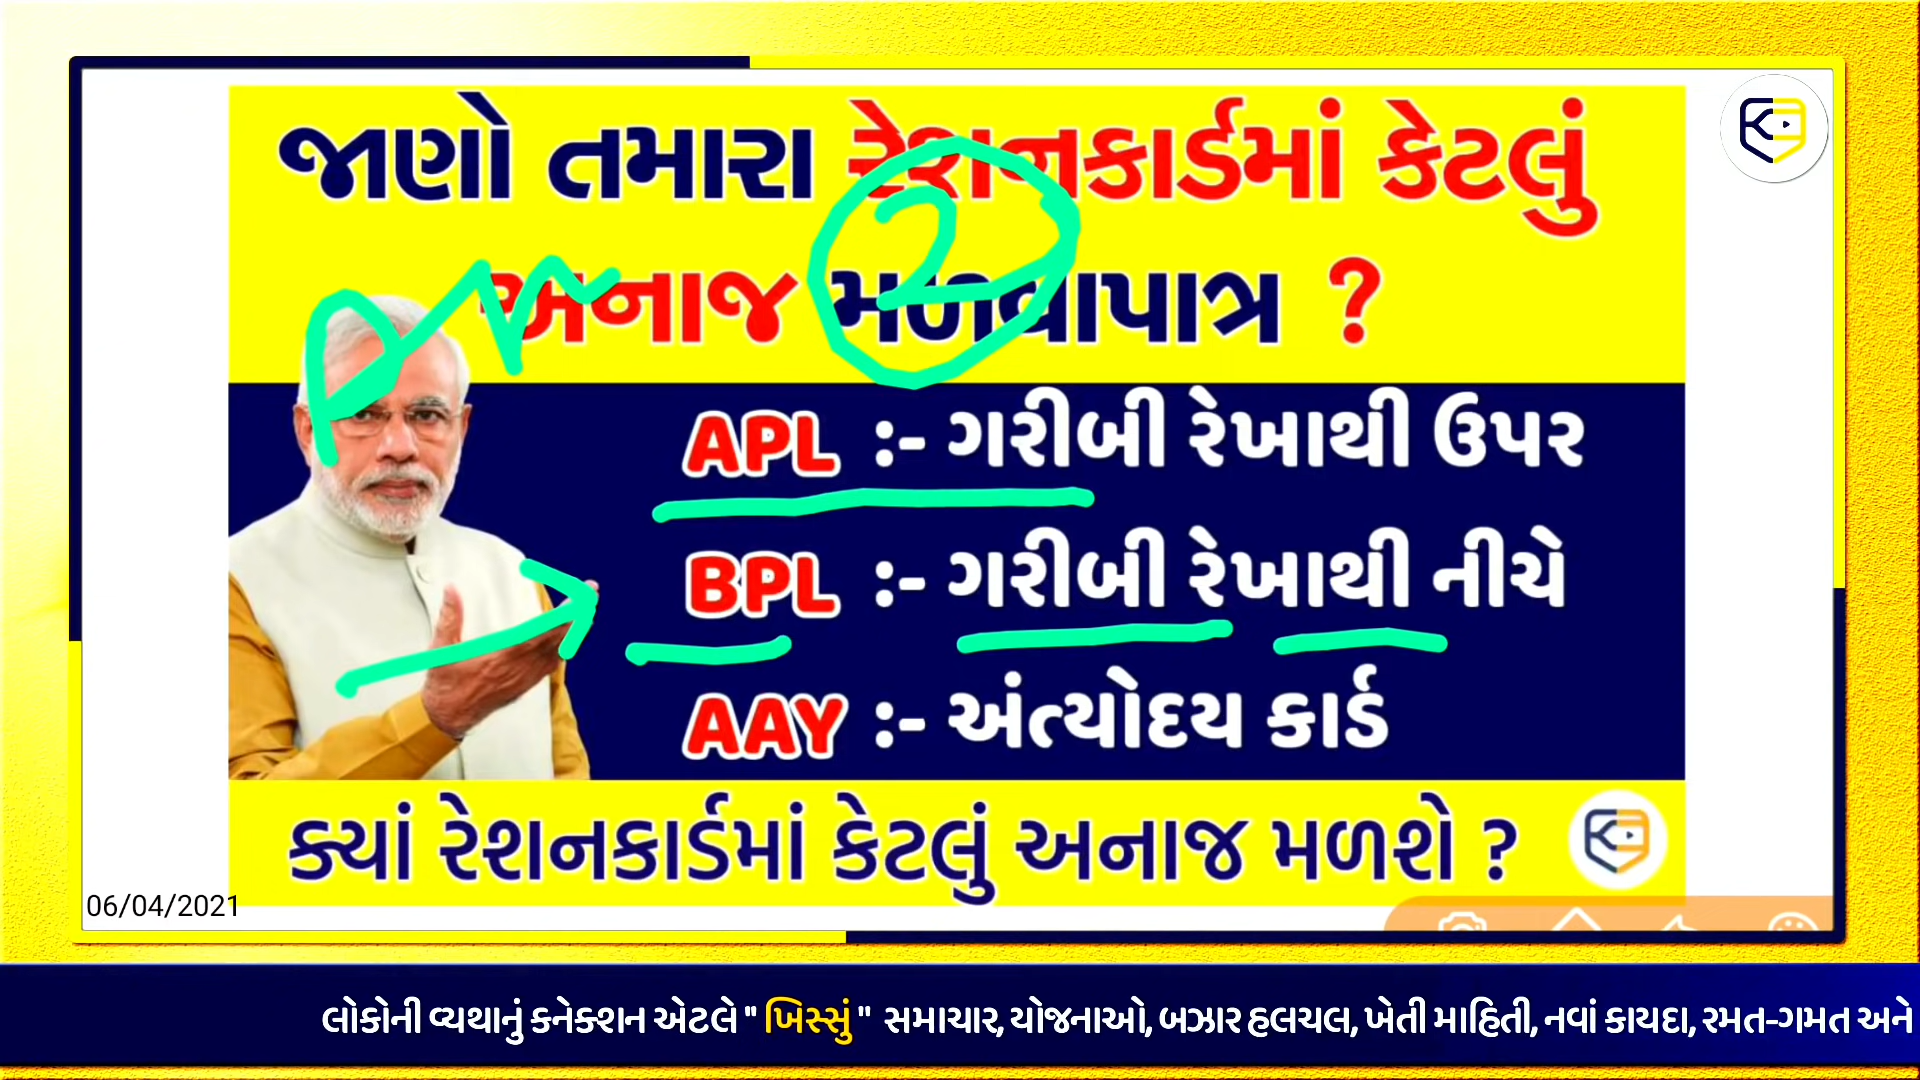 જાણો તમારા રેશનકાર્ડમાં કેટલું
અનાજ મળવાપાત્ર ?
2
APL :- ગરીબી રેખાથી ઉપર
BPL :- ગરીબી રેખાથી નીચે
AAY :- અંત્યોદય કાર્ડ
ક્યાં રેશનકાર્ડમાં કેટલું અનાજ મળશે ?
06/04/2021
લોકોની વ્યથાનું કનેક્શન એટલે " ખિસ્સું " સમાચાર, યોજનાઓ, બઝાર હલચલ, ખેતી માહિતી, નવાં કાયદા, રમત-ગમત અને